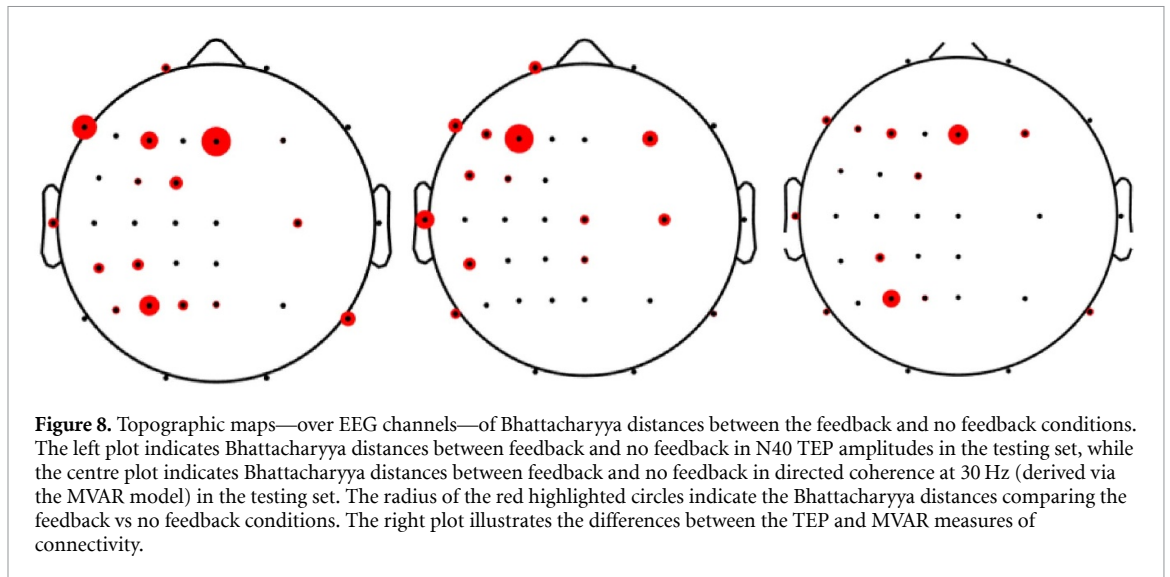 Figure 8. Topographic maps—over EEG channels—of Bhattacharyya distances between the feedback and no feedback conditions.
The left plot indicates Bhattacharyya distances between feedback and no feedback in N40 TEP amplitudes in the testing set, while
the centre plot indicates Bhattacharyya distances between feedback and no feedback in directed coherence at 30 Hz (derived via
the MVAR model) in the testing set. The radius of the red highlighted circles indicate the Bhattacharyya distances comparing the
feedback vs no feedback conditions. The right plot illustrates the differences between the TEP and MVAR measures of
connectivity.